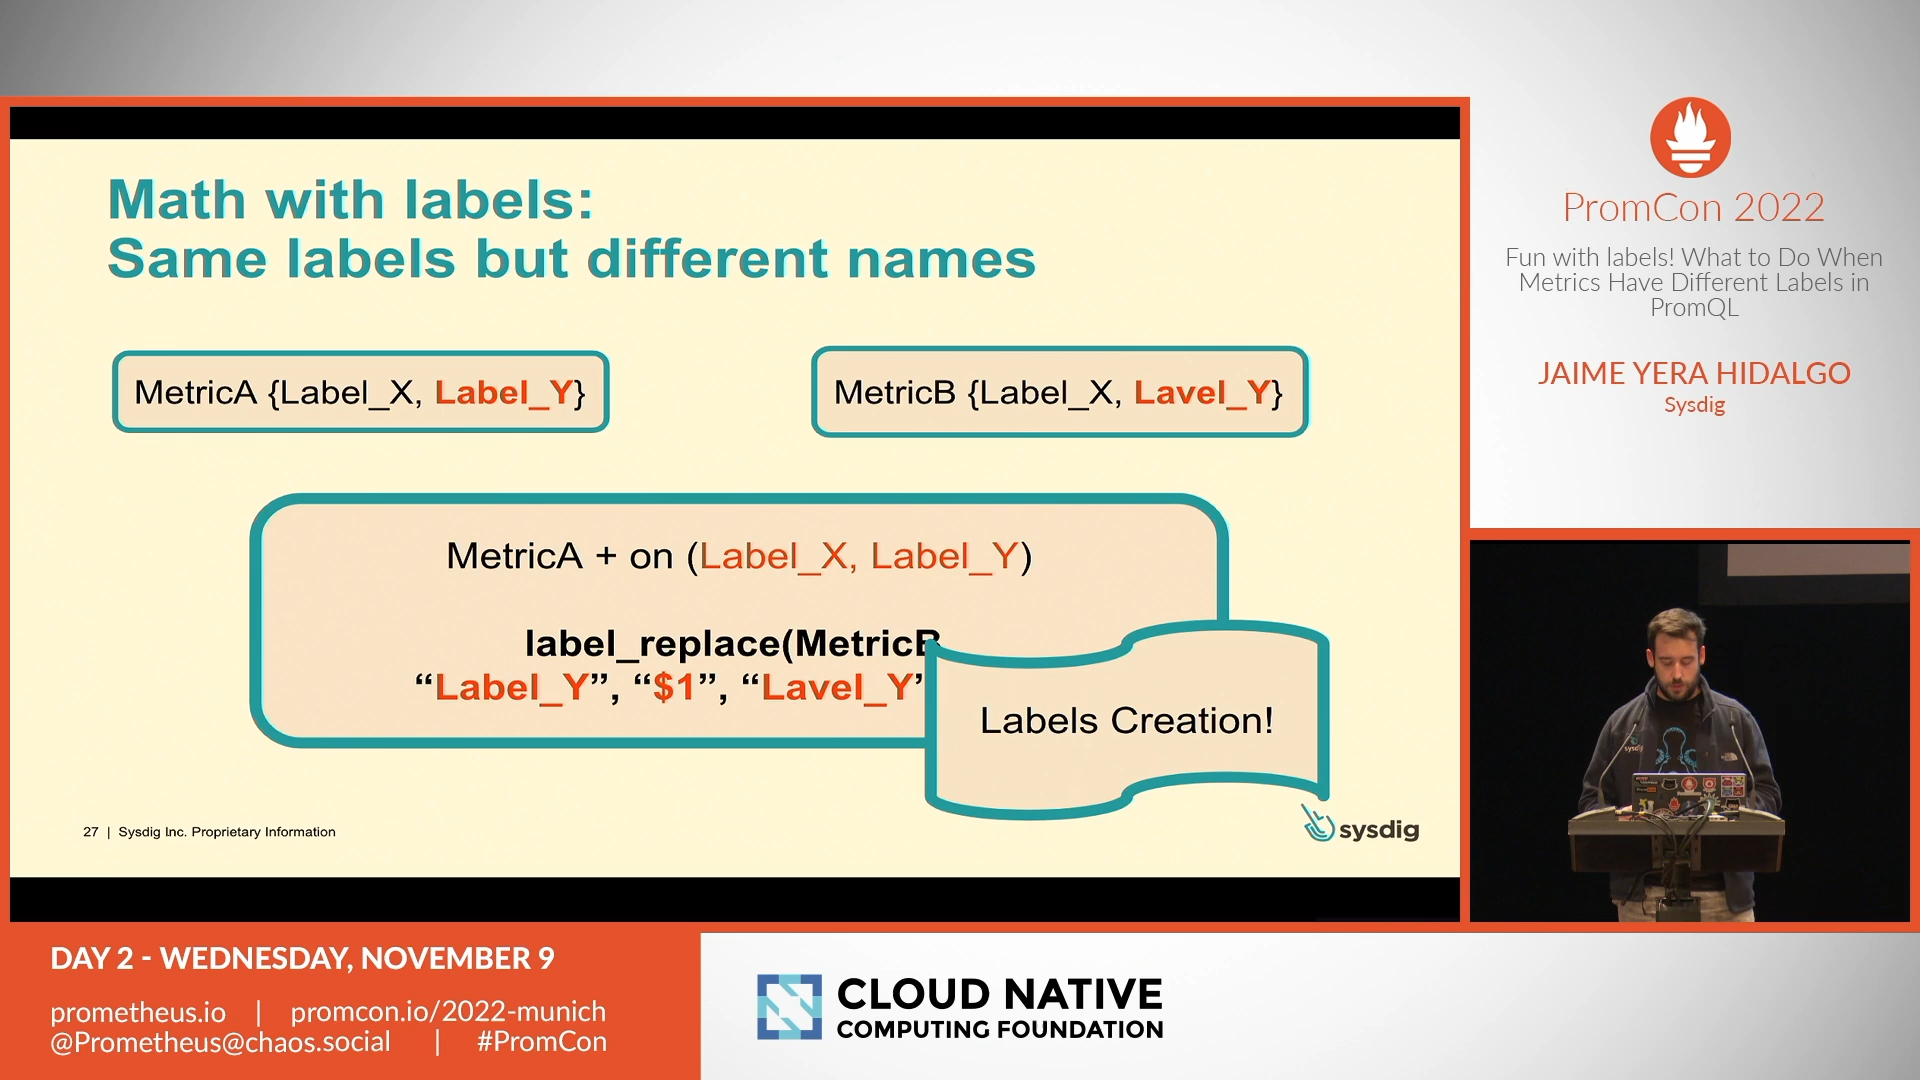 Math with labels:
Same labels but different names
MetricA {Label_X, Label_Y}
MetricB {Label_X, Lavel_Y}
MetricA + on (Label_X, Label_Y)
label_replace(MetricB
“Label_Y”, “$1”, “Lavel_Y”
Labels Creation!
27 | Sysdig Inc. Proprietary Information
sysdig
PromCon 2022
Fun with labels! What to Do When
Metrics Have Different Labels in
PromQL
JAIME YERA HIDALGO
Sysdig
sysdig
DAY 2 - WEDNESDAY, NOVEMBER 9
prometheus.io | promcon.io/2022-munich
@Prometheus@chaos.social | #PromCon
CLOUD NATIVE
COMPUTING FOUNDATION